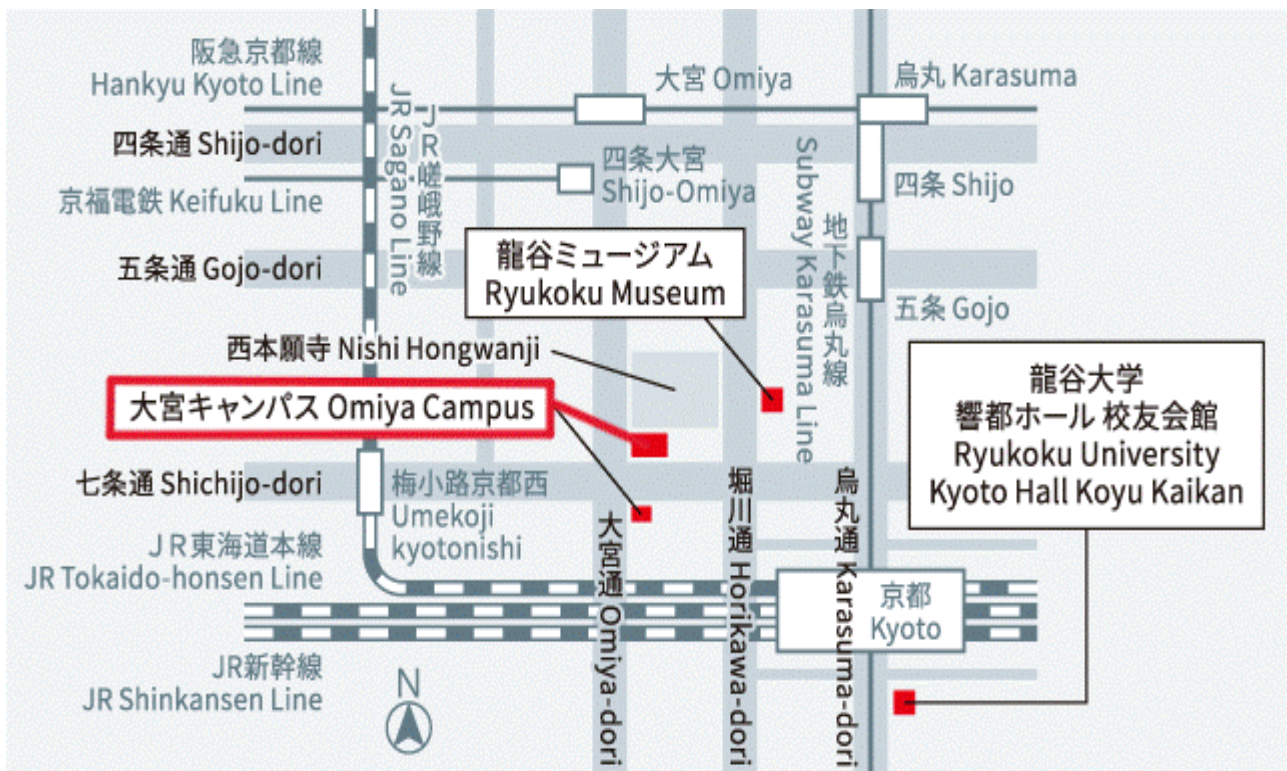 阪急京都線
Hankyu Kyoto Line
大宮 Omiya
烏丸 Karasuma
四条通 Shijo-dori
四条大宮
Shijo-Omiya
四条 Shijo
京福電鉄 Keifuku Line
JR嵯峨野線
JR Sagano Line
地下鉄烏丸線
Subway Karasuma Line
五条通 Gojo-dori
龍谷ミュージアム
Ryukoku Museum
五条 Gojo
西本願寺 Nishi Hongwanji
大宮キャンパス Omiya Campus
龍谷大学
響都ホール 校友会館
Ryukoku University
Kyoto Hall Koyu Kaikan
七条通 Shichijo-dori
梅小路京都西
Umekoji
kyotonishi
大宮通 Omiya-dori
堀川通 Horikawa-dori
烏丸通 Karasuma-dori
JR東海道本線
JR Tokaido-honsen Line
京都
Kyoto
JR新幹線
JR Shinkansen Line
N